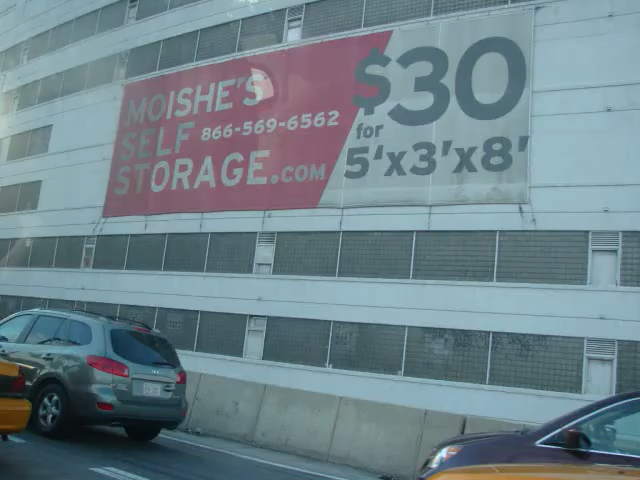 MOISHE'S
SELF 866-569-6562
STORAGE.COM
$30
for
5'x3'x8'